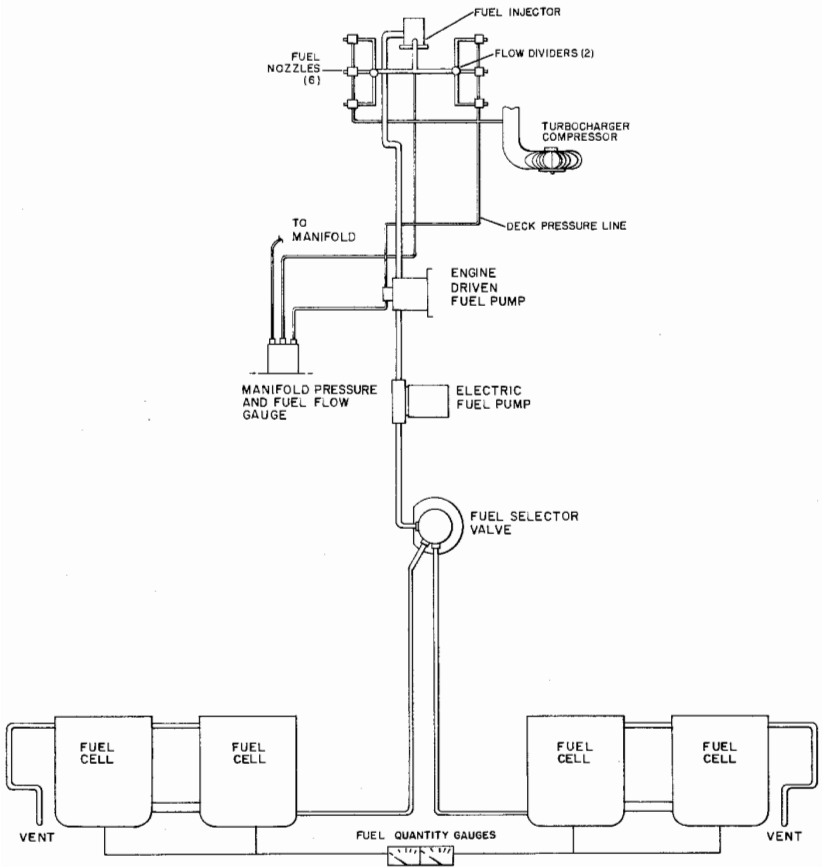 FUEL INJECTOR
FUEL
NOZZLES
(6)
FLOW DIVIDERS (2)
TURBOCHARGER
COMPRESSOR
TO
MANIFOLD
DECK PRESSURE LINE
ENGINE
DRIVEN
FUEL PUMP
MANIFOLD PRESSURE
AND FUEL FLOW
GAUGE
ELECTRIC
FUEL PUMP
FUEL SELECTOR
VALVE
FUEL
CELL
FUEL
CELL
FUEL
CELL
FUEL
CELL
VENT
FUEL QUANTITY GAUGES
VENT